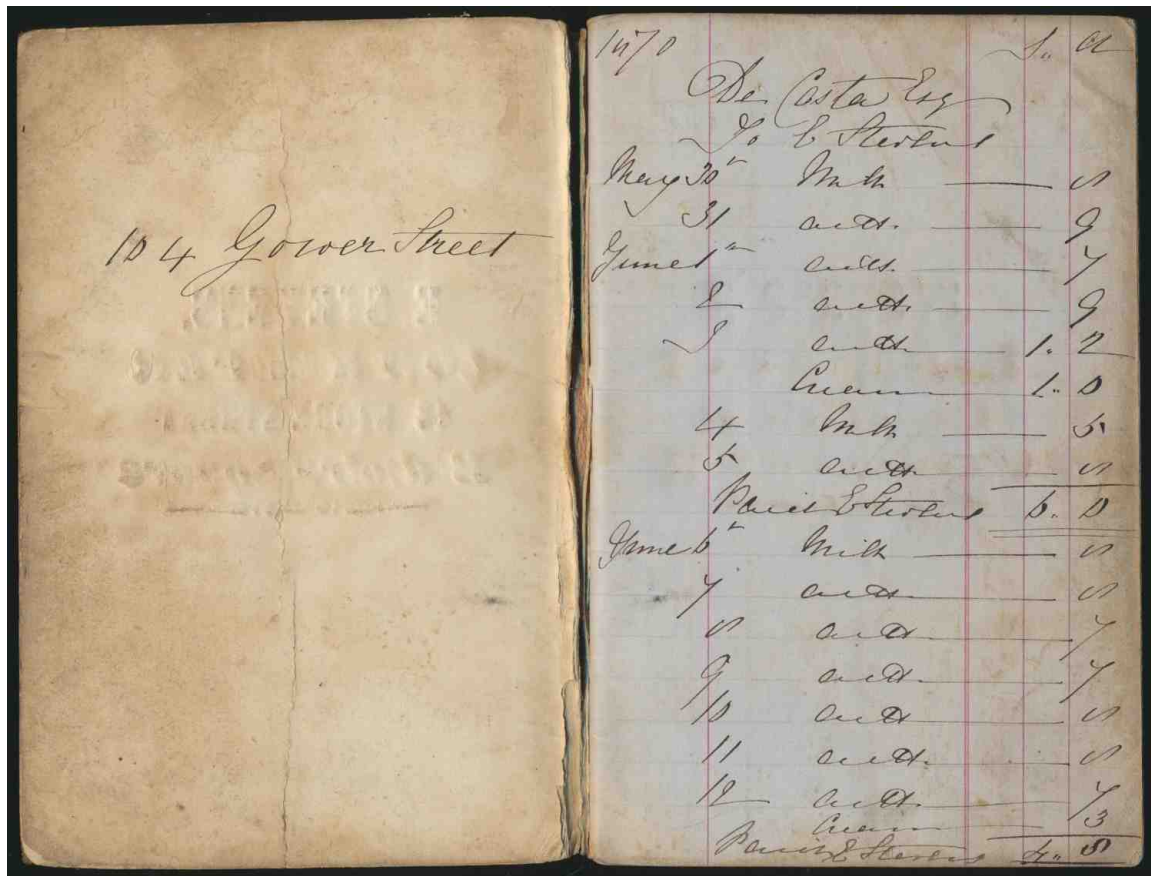 104 Gower Street
1870 s. d
De Costa Esq
To E Stevens
May 30th Milk 8
31 ditto 9
June 1st ditto 7
2 ditto 9
3 ditto 1. 2
Cream 1. 0
4 Milk 5
5 ditto 8
Paid E Stevens 6. 0
June 6th Milk 8
7 ditto 8
8 ditto 7
9 ditto 7
10 ditto 8
11 ditto 8
12 ditto 7
Cream 3
Paid E Stevens 4. 8